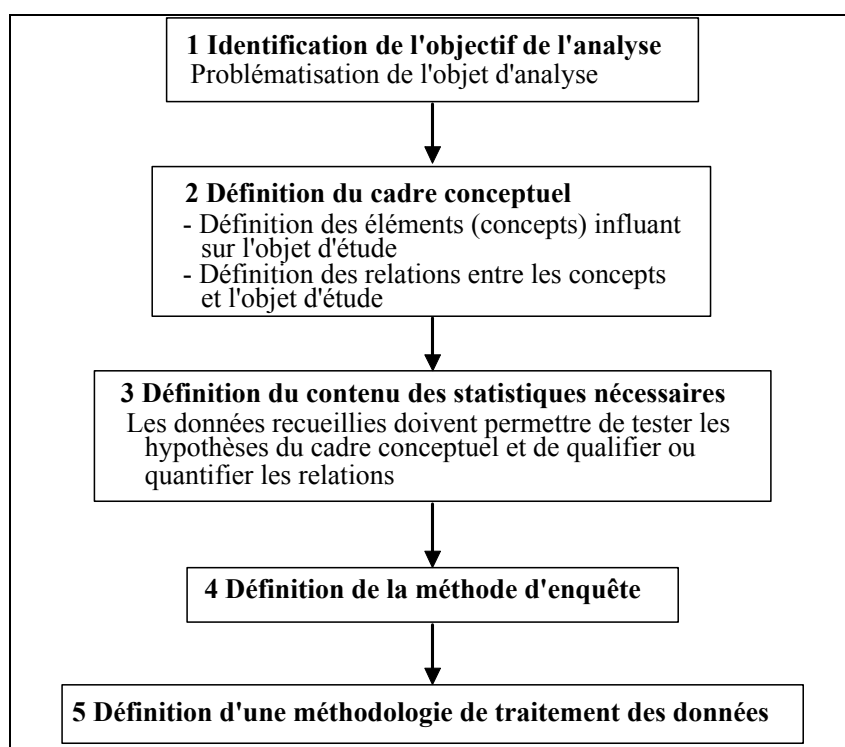 1 Identification de l'objectif de l'analyse
Problématisation de l'objet d'analyse
2 Définition du cadre conceptuel
- Définition des éléments (concepts) influant
sur l'objet d'étude
- Définition des relations entre les concepts
et l'objet d'étude
3 Définition du contenu des statistiques nécessaires
Les données recueillies doivent permettre de tester les
hypothèses du cadre conceptuel et de qualifier ou
quantifier les relations
4 Définition de la méthode d'enquête
5 Définition d'une méthodologie de traitement des données